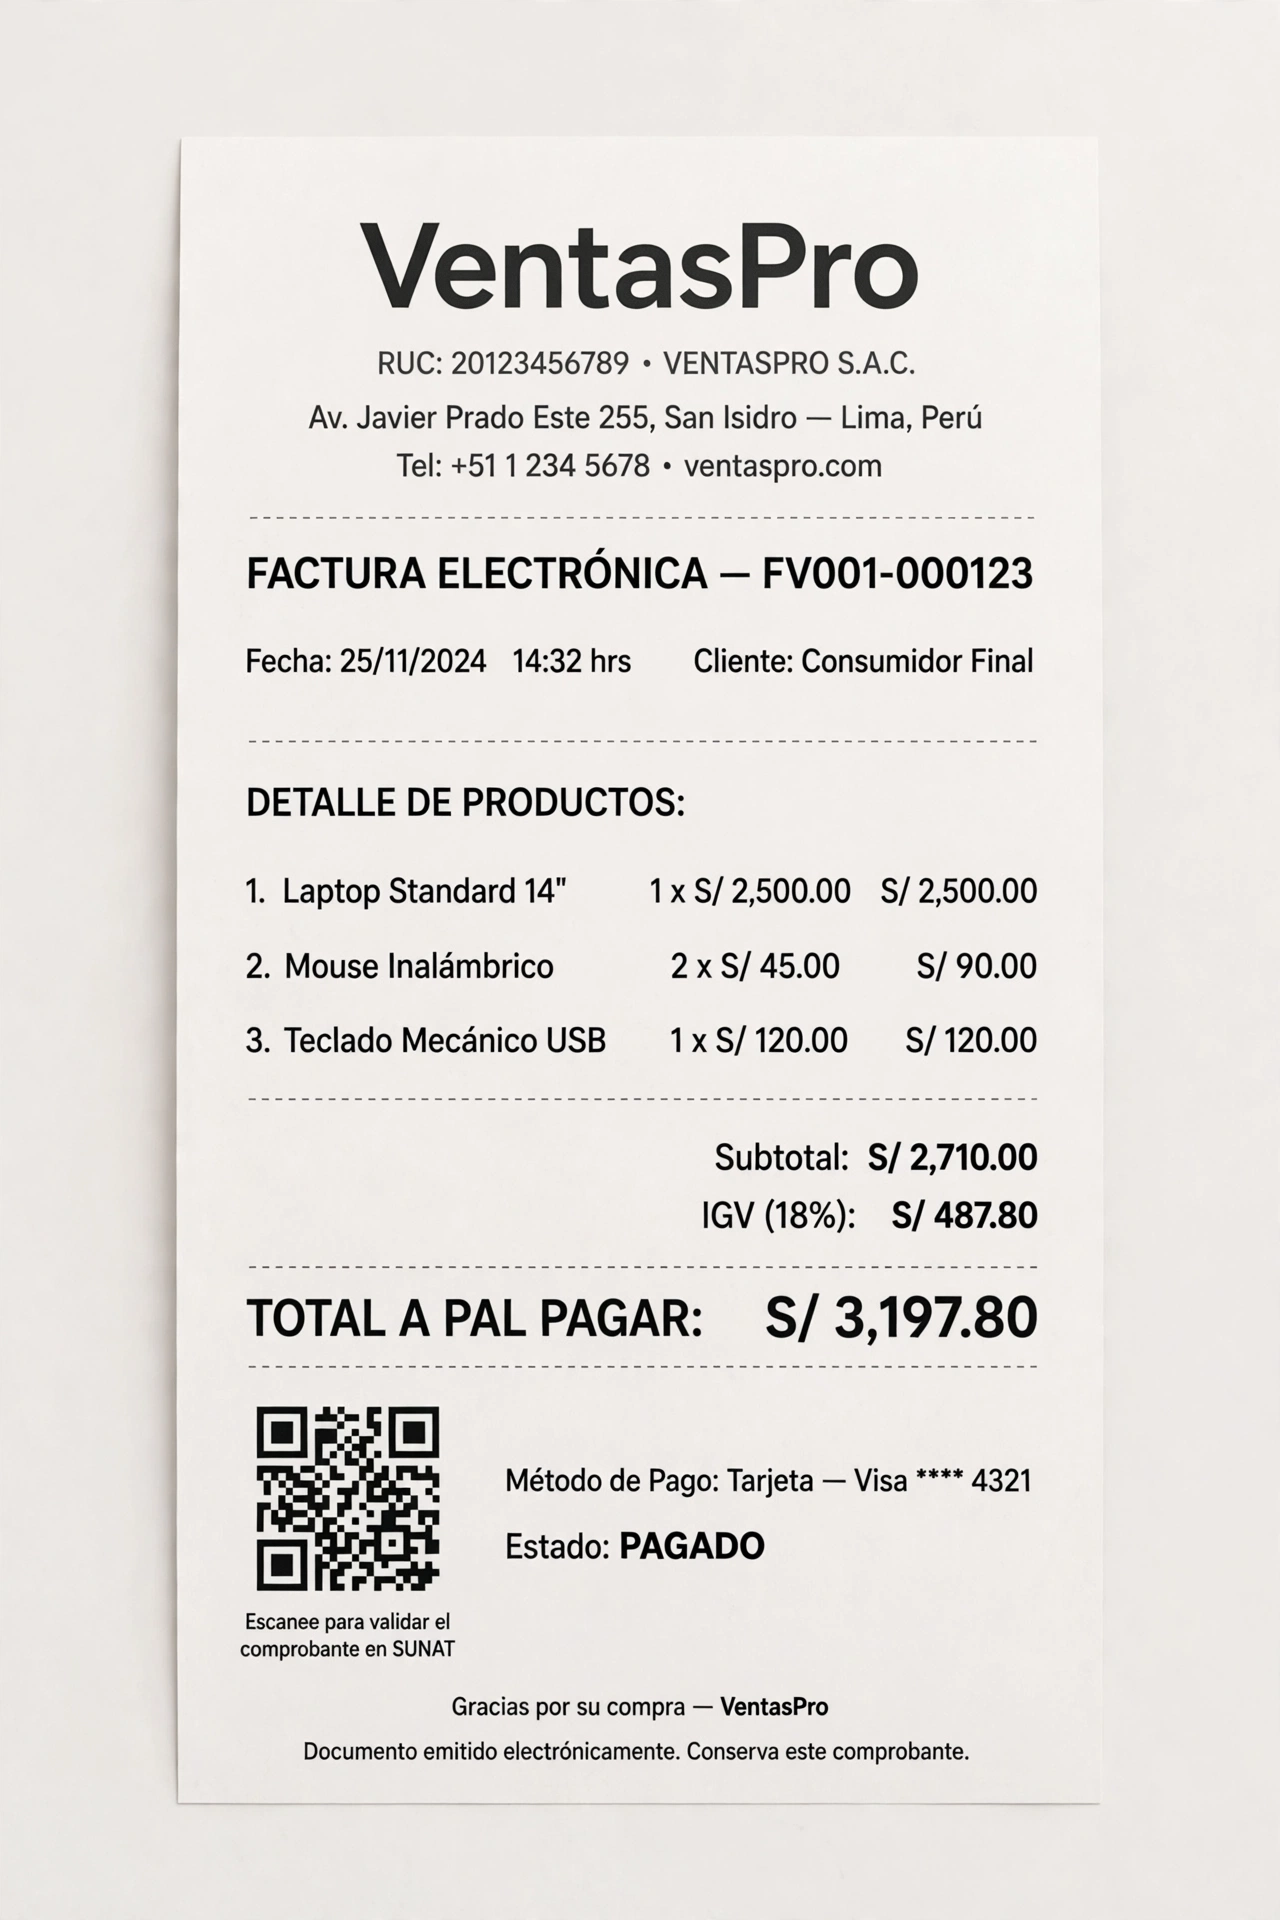 VentasPro
RUC: 20123456789 • VENTASPRO S.A.C.
Av. Javier Prado Este 255, San Isidro — Lima, Perú
Tel: +51 1 234 5678 • ventaspro.com
FACTURA ELECTRÓNICA — FV001-000123
Fecha: 25/11/2024 14:32 hrs Cliente: Consumidor Final
DETALLE DE PRODUCTOS:
1. Laptop Standard 14" 1 x S/ 2,500.00 S/ 2,500.00
2. Mouse Inalámbrico 2 x S/ 45.00 S/ 90.00
3. Teclado Mecánico USB 1 x S/ 120.00 S/ 120.00
Subtotal: S/ 2,710.00
IGV (18%): S/ 487.80
TOTAL A PAL PAGAR: S/ 3,197.80
Método de Pago: Tarjeta — Visa **** 4321
Estado: PAGADO
Escanee para validar el
comprobante en SUNAT
Gracias por su compra — VentasPro
Documento emitido electrónicamente. Conserva este comprobante.